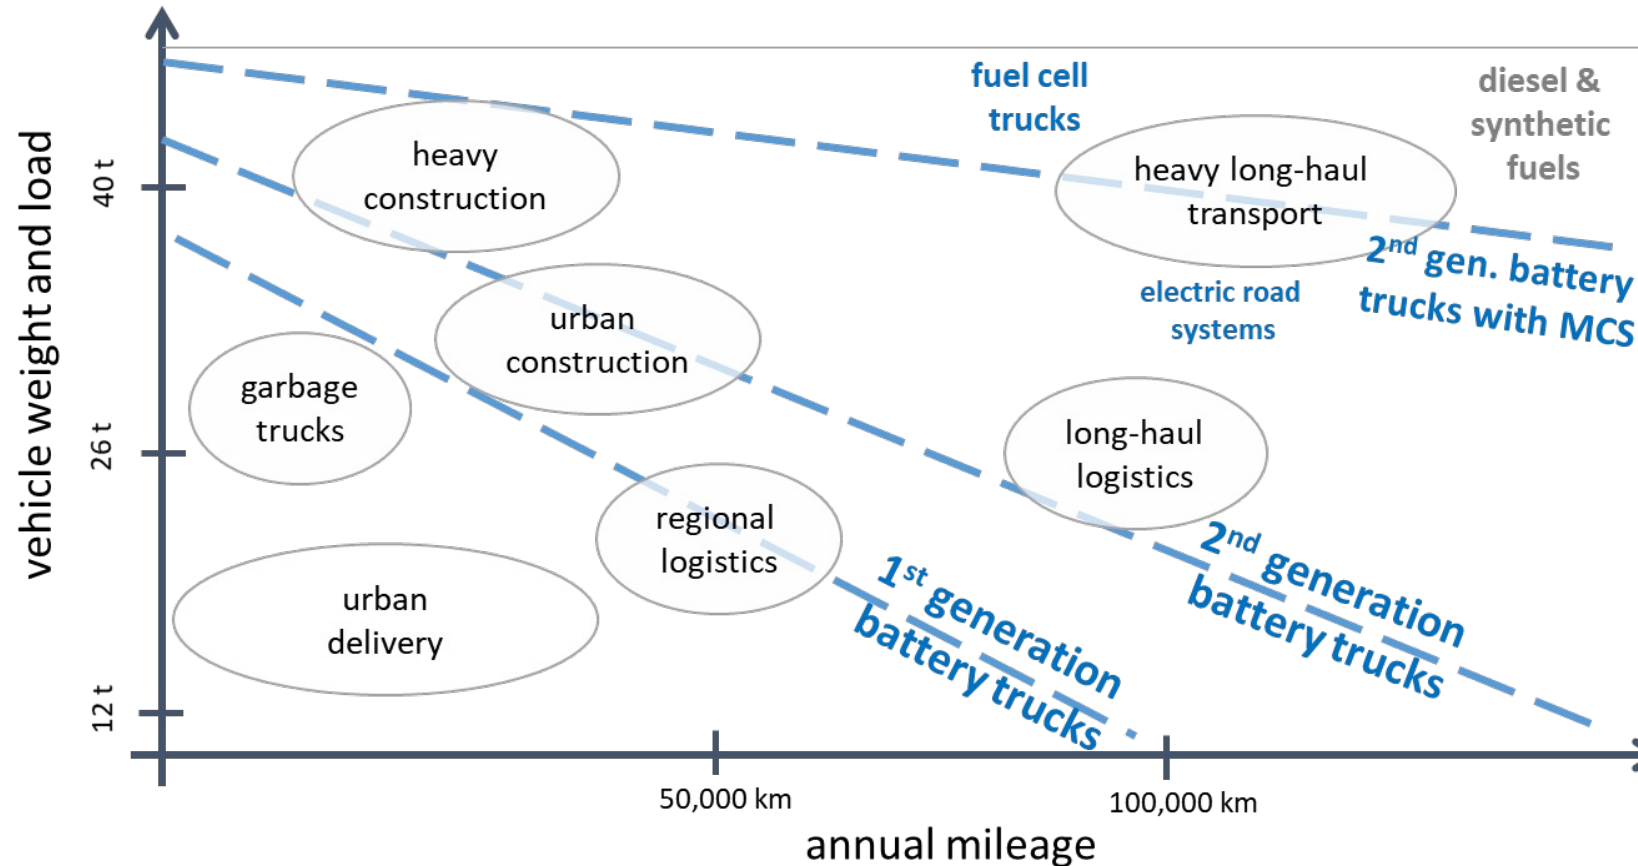 vehicle weight and load
40 t
26 t
12 t
fuel cell
trucks
diesel &
synthetic
fuels
heavy
construction
heavy long-haul
transport
2nd gen. battery
trucks with MCS
electric road
systems
urban
construction
garbage
trucks
long-haul
logistics
regional
logistics
2nd generation
battery trucks
1st generation
battery trucks
urban
delivery
50,000 km
100,000 km
annual mileage